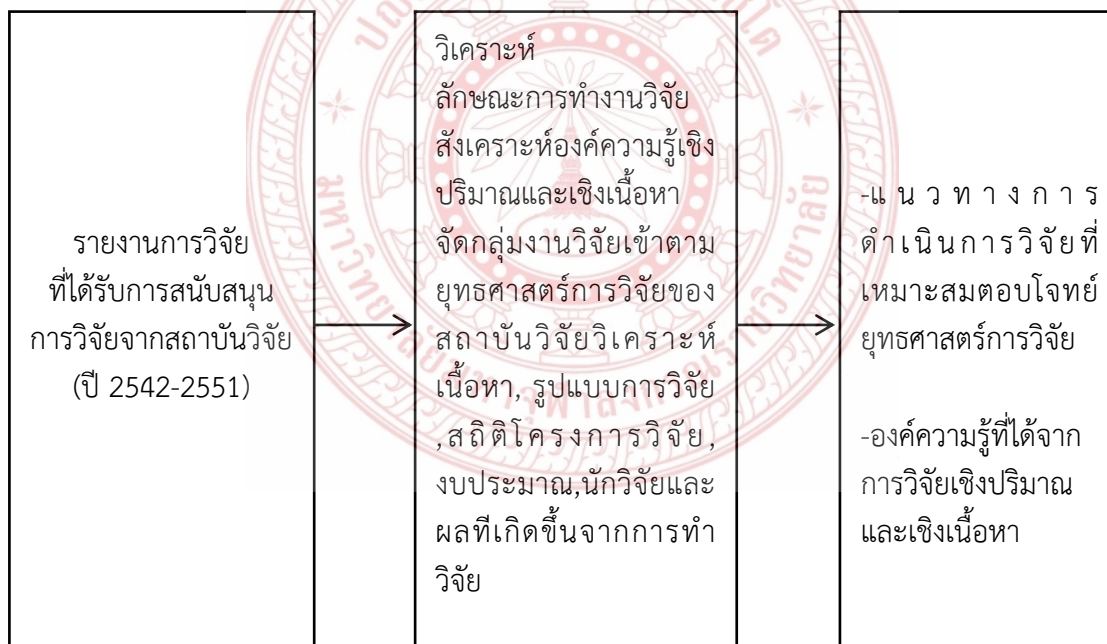 รายงานการวิจัย
ที่ได้รับการสนับสนุน
การวิจัยจากสถาบันวิจัย
(ปี 2542-2551)
วิเคราะห์
ลักษณะการทำงานวิจัย
สังเคราะห์องค์ความรู้เชิง
ปริมาณและเชิงเนื้อหา
จัดกลุ่มงานวิจัยเข้าตาม
ยุทธศาสตร์การวิจัยของ
สถาบันวิจัยวิเคราะห์
เนื้อหา, รูปแบบการวิจัย
,สถิติโครงการวิจัย,
งบประมาณ,นักวิจัยและ
ผลที่เกิดขึ้นจากการทำ
วิจัย
-แนวทางการ
ดำเนินการวิจัยที่
เหมาะสมตอบโจทย์
ยุทธศาสตร์การวิจัย
-องค์ความรู้ที่ได้จาก
การวิจัยเชิงปริมาณ
และเชิงเนื้อหา